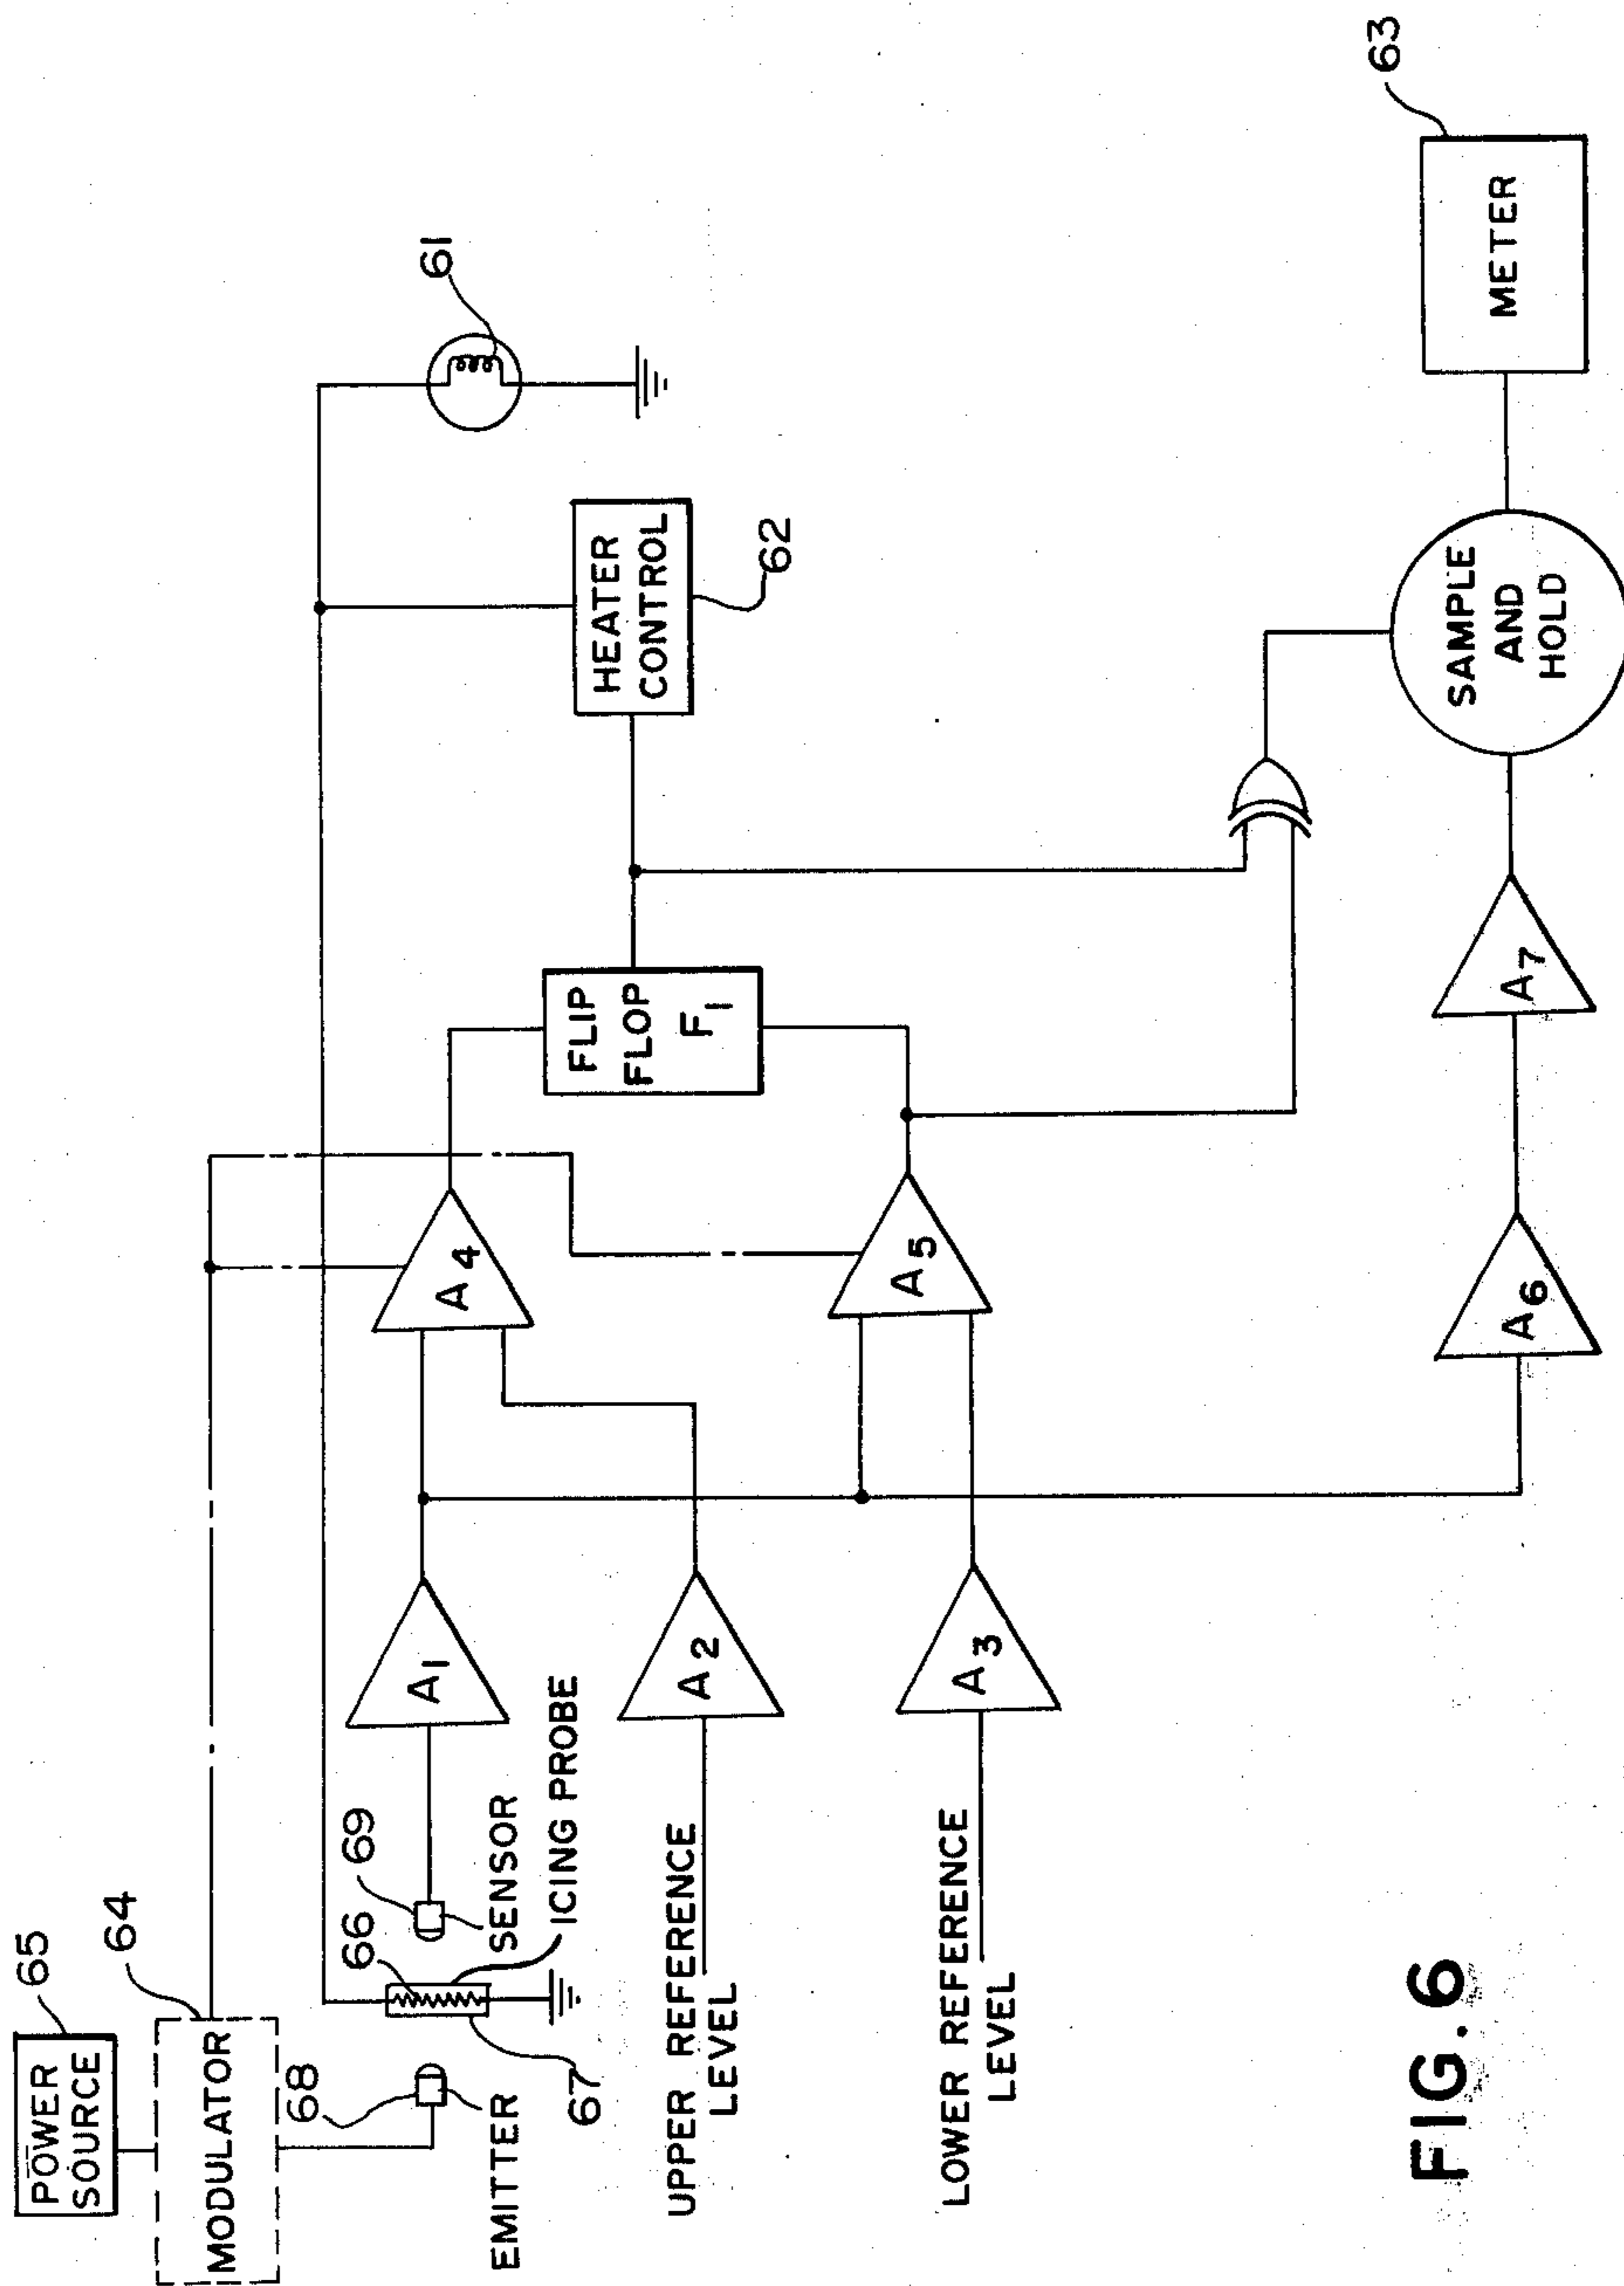 65
POWER
SOURCE
64
MODULATOR
68
EMITTER
67
66
69
SENSOR
ICING PROBE
UPPER REFERENCE
LEVEL
LOWER REFERENCE
LEVEL
A1
A2
A3
A4
A5
A6
A7
FLIP
FLOP
F1
HEATER
CONTROL
62
61
SAMPLE
AND
HOLD
METER
63
FIG. 6